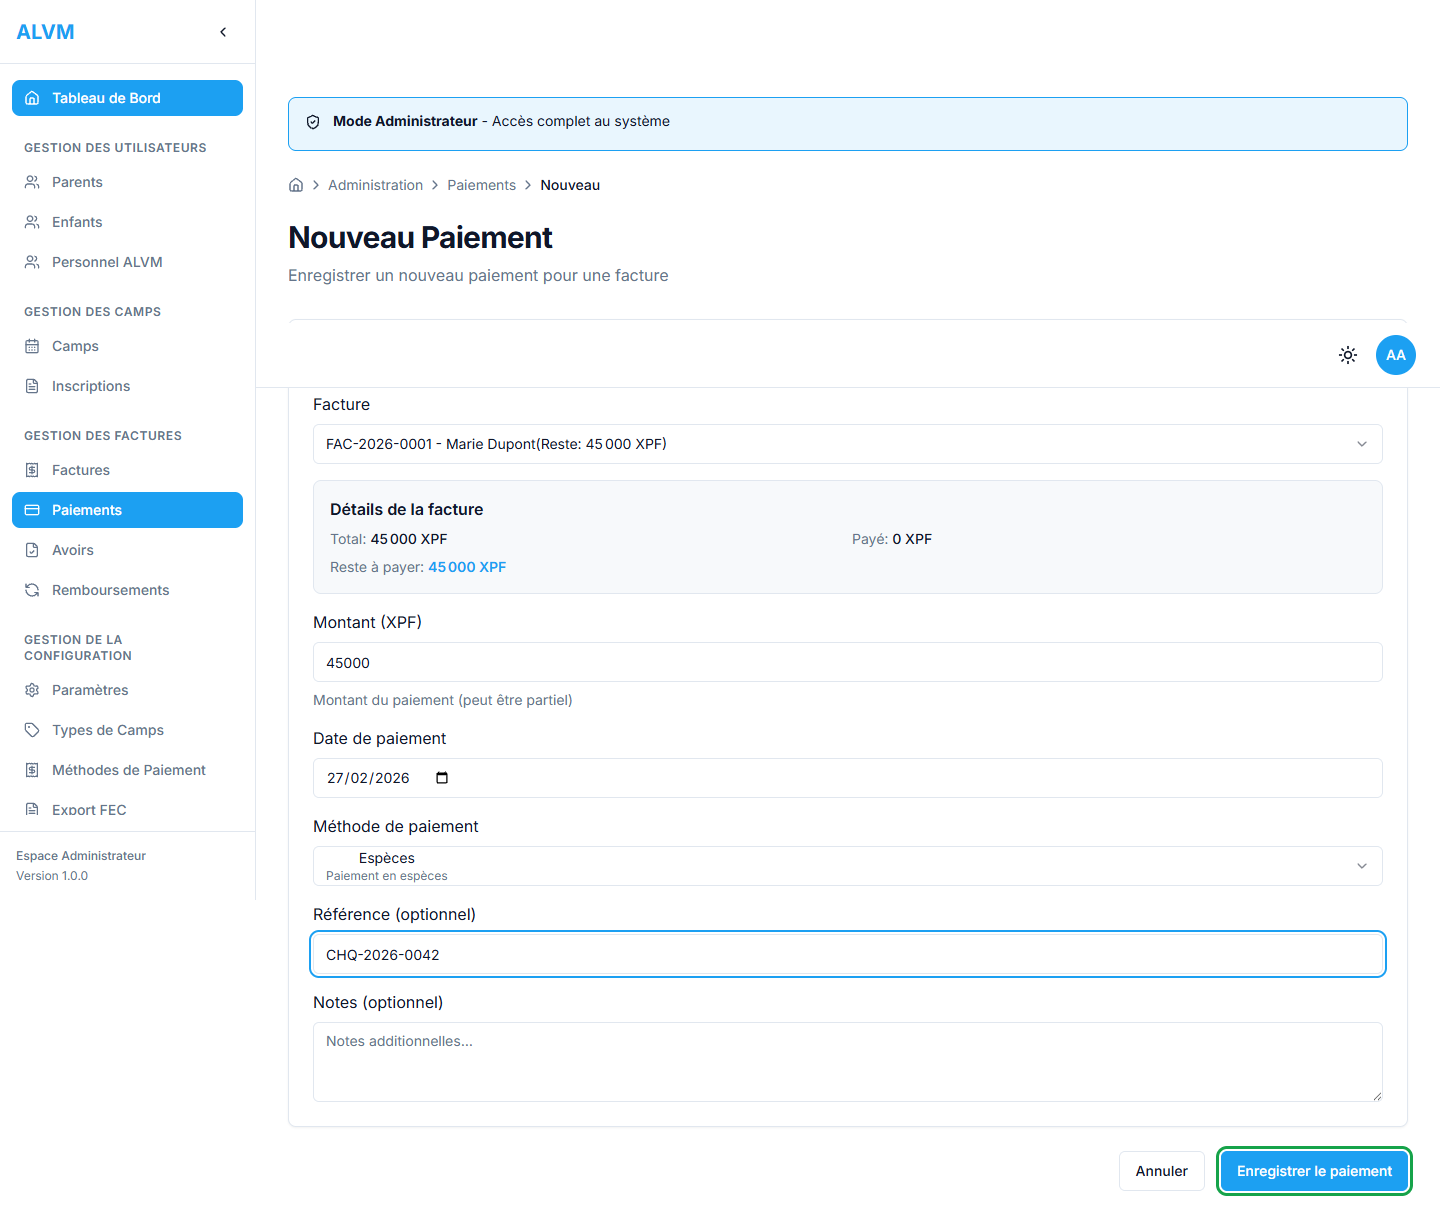 ALVM
Tableau de Bord
GESTION DES UTILISATEURS
Parents
Enfants
Personnel ALVM
GESTION DES CAMPS
Camps
Inscriptions
GESTION DES FACTURES
Factures
Paiements
Avoirs
Remboursements
GESTION DE LA
CONFIGURATION
Paramètres
Types de Camps
Méthodes de Paiement
Export FEC
Espace Administrateur
Version 1.0.0
Mode Administrateur - Accès complet au système
Administration > Paiements > Nouveau
Nouveau Paiement
Enregistrer un nouveau paiement pour une facture
AA
Facture
FAC-2026-0001 - Marie Dupont(Reste: 45 000 XPF)
Détails de la facture
Total: 45 000 XPF
Payé: 0 XPF
Reste à payer: 45 000 XPF
Montant (XPF)
45000
Montant du paiement (peut être partiel)
Date de paiement
27/02/2026
Méthode de paiement
Espèces
Paiement en espèces
Référence (optionnel)
CHQ-2026-0042
Notes (optionnel)
Notes additionnelles...
Annuler
Enregistrer le paiement